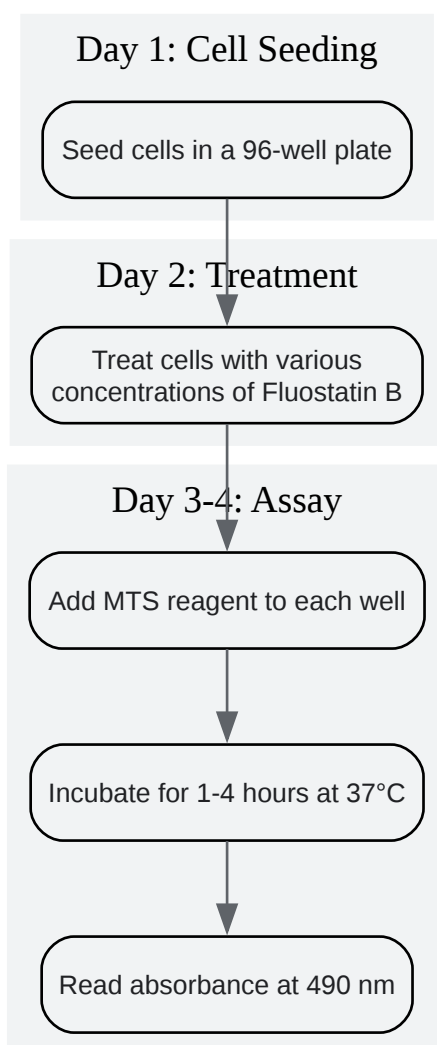 Day 1: Cell Seeding
Seed cells in a 96-well plate
Day 2: Treatment
Treat cells with various
concentrations of Fluostatin B
Day 3-4: Assay
Add MTS reagent to each well
Incubate for 1-4 hours at 37°C
Read absorbance at 490 nm